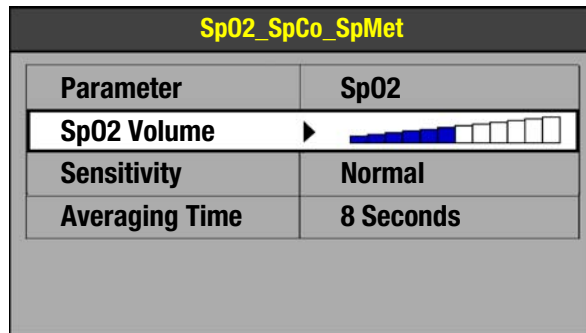 SpO2_SpCo_SpMet
Parameter SpO2
SpO2 Volume
Sensitivity Normal
Averaging Time 8 Seconds